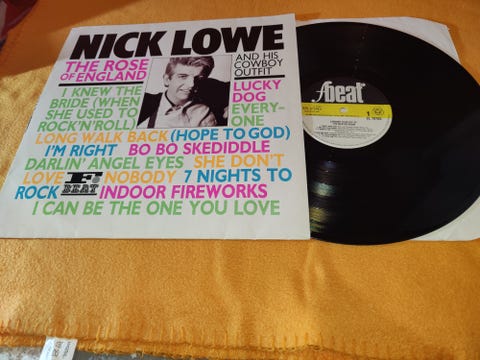 NICK LOWE
THE ROSE
OF ENGLAND
AND HIS
COWBOY
OUTFIT
I KNEW THE
BRIDE (WHEN
SHE USED TO
ROCK'N'ROLL)
LUCKY
DOG
EVERY-
ONE
LONG WALK BACK (HOPE TO GOD)
I'M RIGHT BO BO SKEDIDDLE
DARLIN' ANGEL EYES SHE DON'T
LOVE NOBODY 7 NIGHTS TO
ROCK INDOOR FIREWORKS
F.
BEAT
I CAN BE THE ONE YOU LOVE
fbeat
1